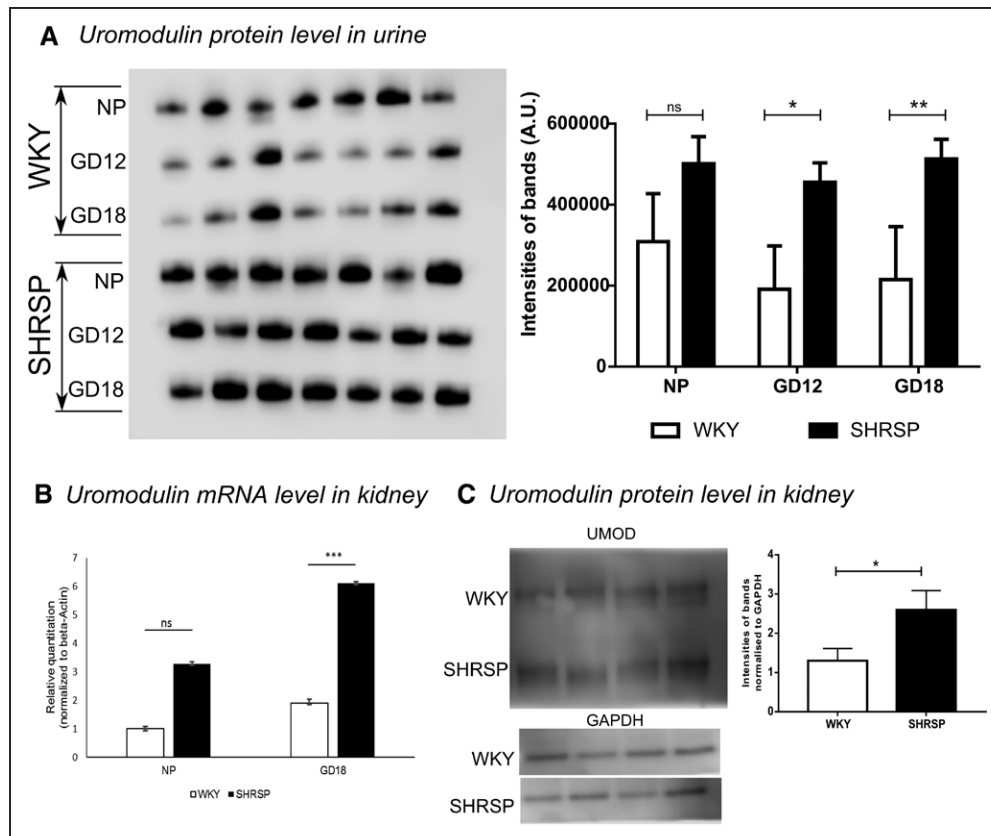 A Uromodulin protein level in urine
WKY
NP
GD12
GD18
SHRSP
NP
GD12
GD18
Intensities of bands (A.U.)
600000
400000
200000
0
ns
*
**
NP GD12 GD18
WKY SHRSP
B Uromodulin mRNA level in kidney
Relative quantitation
(normalized to beta-Actin)
7
6
5
4
3
2
1
0
ns
***
NP GD18
WKY SHRSP
C Uromodulin protein level in kidney
UMOD
WKY
SHRSP
GAPDH
WKY
SHRSP
Intensities of bands
normalised to GAPDH
4
3
2
1
0
*
WKY SHRSP